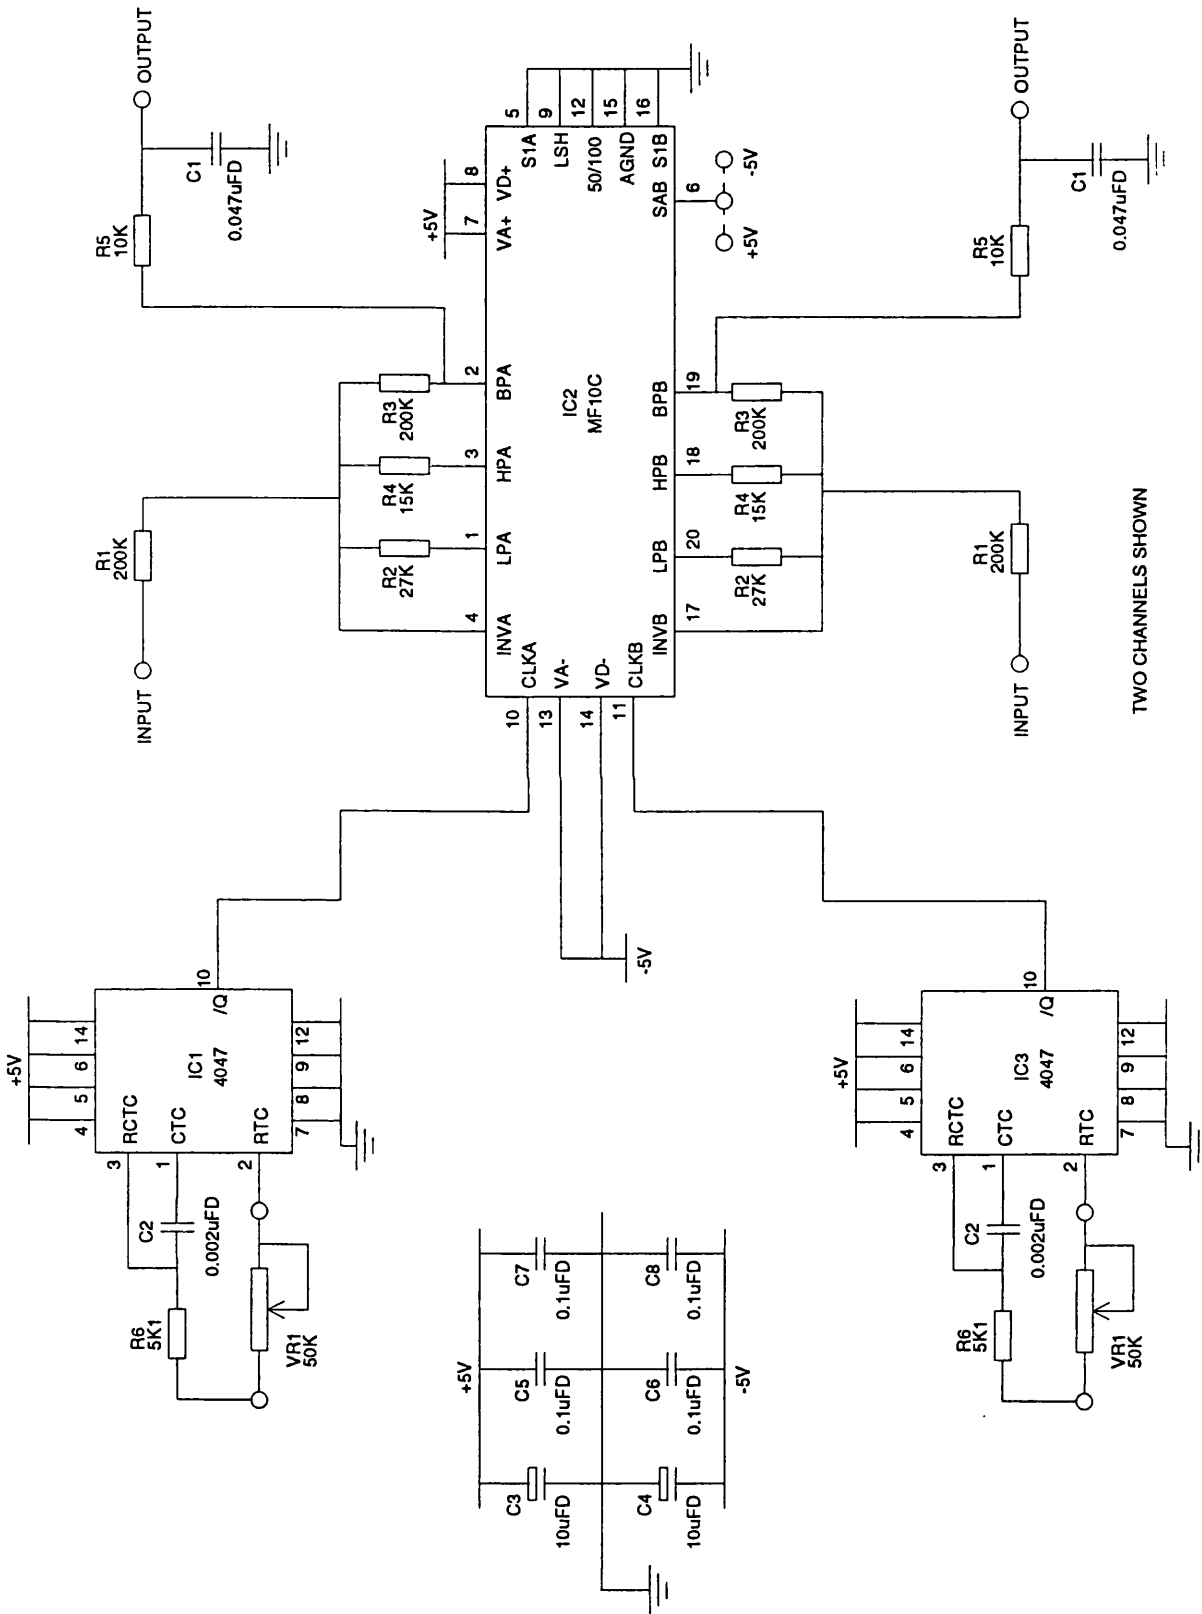 INPUT
R1
200K
R5
10K
OUTPUT
C1
0.047uFD
R2
27K
R4
15K
R3
200K
+5V
4
1
3
2
7
8
INVA
LPA
HPA
BPA
VA+
VD+
10
CLKA
13
VA-
14
VD-
11
CLKB
IC2
MF10C
S1A
5
LSH
9
50/100
12
AGND
15
S1B
16
INVB
LPB
HPB
BPB
SAB
17
20
18
19
6
R2
27K
R4
15K
R3
200K
+5V
-5V
INPUT
R1
200K
R5
10K
OUTPUT
C1
0.047uFD
TWO CHANNELS SHOWN
-5V
+5V
4
5
6
14
3
RCTC
1
CTC
2
RTC
IC1
4047
/Q
10
7
8
9
12
C2
0.002uFD
R6
5K1
VR1
50K
+5V
4
5
6
14
3
RCTC
1
CTC
2
RTC
IC3
4047
/Q
10
7
8
9
12
C2
0.002uFD
R6
5K1
VR1
50K
+5V
C3
10uFD
C5
0.1uFD
C7
0.1uFD
C4
10uFD
C6
0.1uFD
C8
0.1uFD
-5V